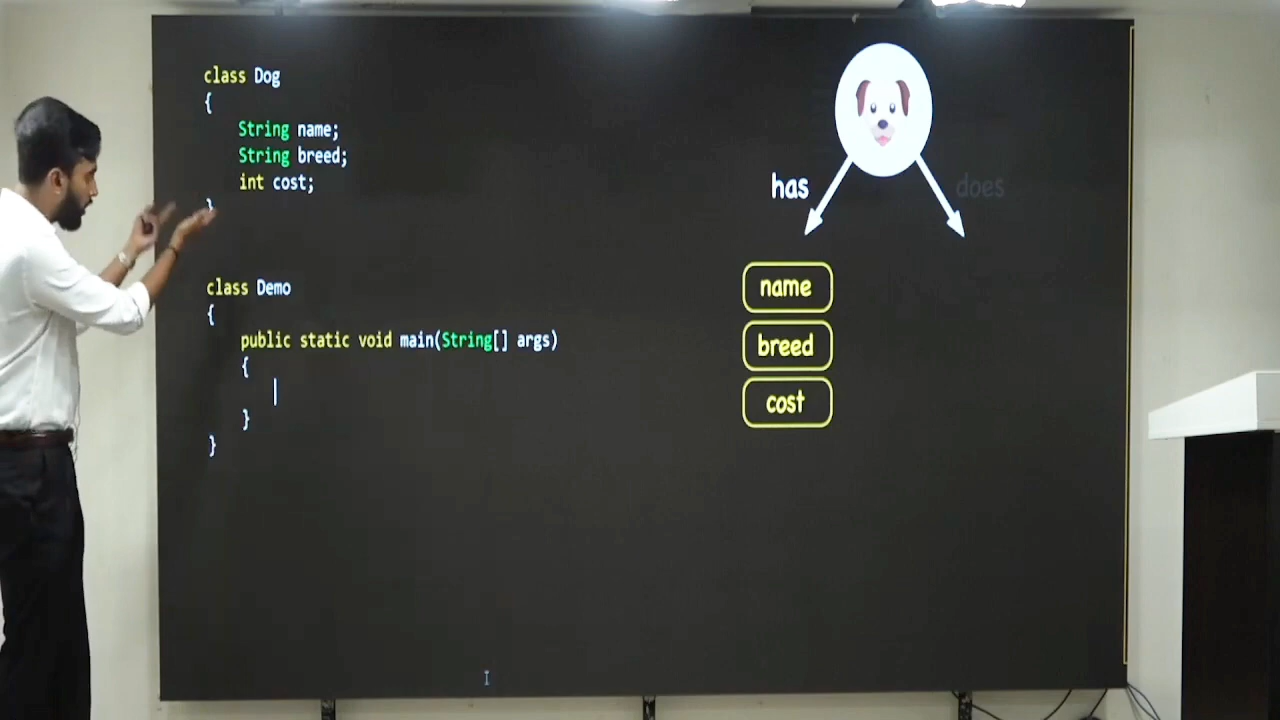 class Dog
{
String name;
String breed;
int cost;
}
class Demo
{
public static void main(String[] args)
{
}
}
has
does
name
breed
cost